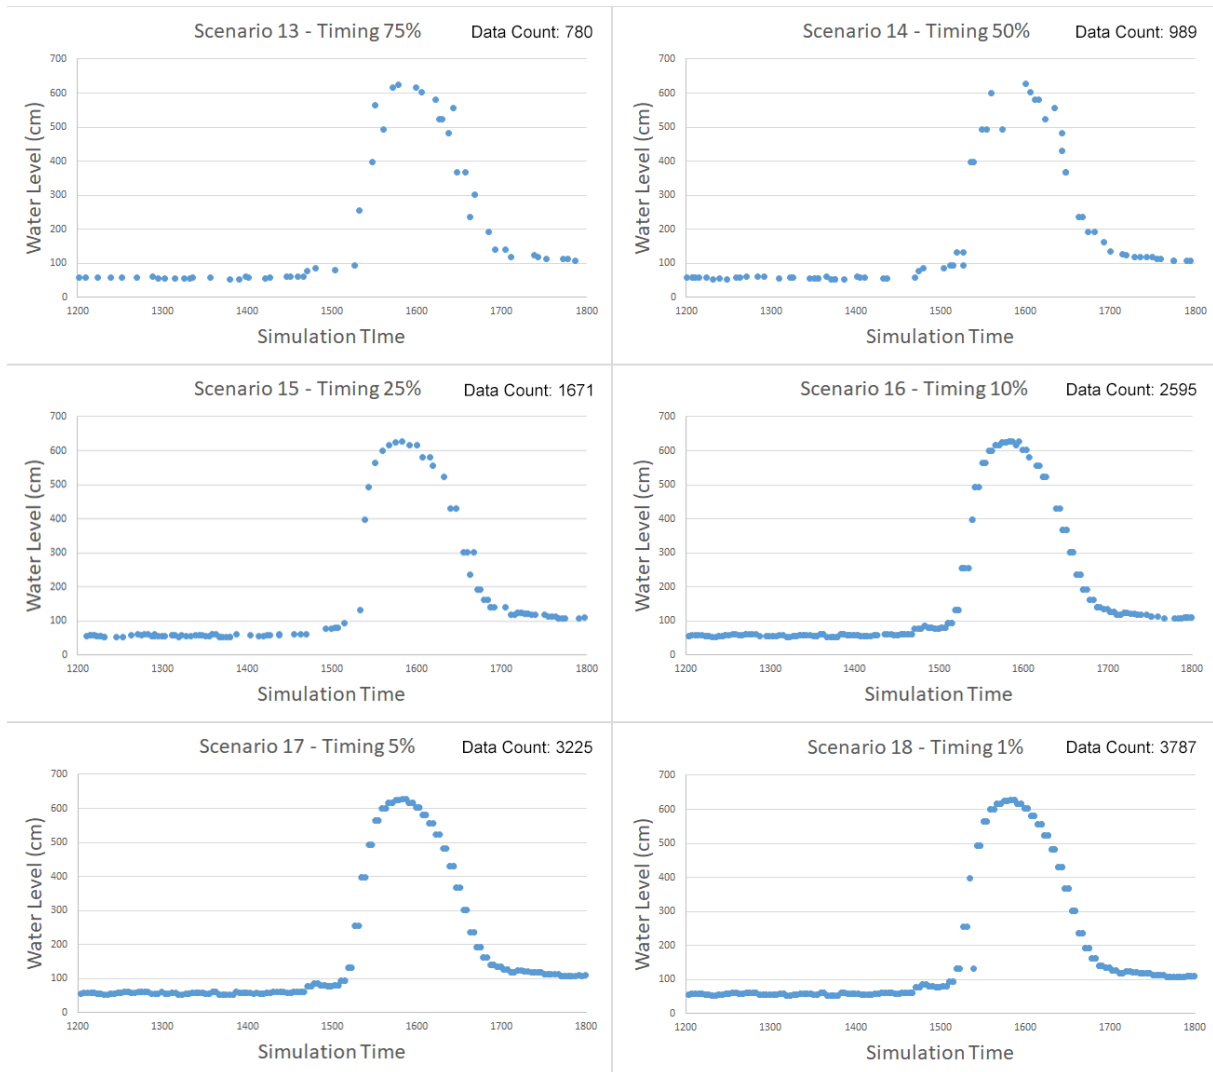 Scenario 13 - Timing 75% Data Count: 780
700
600
500
400
300
200
100
0
Water Level (cm)
1200 1300 1400 1500 1600 1700 1800
Simulation TIme
Scenario 14 - Timing 50% Data Count: 989
700
600
500
400
300
200
100
0
Water Level (cm)
1200 1300 1400 1500 1600 1700 1800
Simulation Time
Scenario 15 - Timing 25% Data Count: 1671
700
600
500
400
300
200
100
0
Water Level (cm)
1200 1300 1400 1500 1600 1700 1800
Simulation Time
Scenario 16 - Timing 10% Data Count: 2595
700
600
500
400
300
200
100
0
Water Level (cm)
1200 1300 1400 1500 1600 1700 1800
Simulation Time
Scenario 17 - Timing 5% Data Count: 3225
700
600
500
400
300
200
100
0
Water Level (cm)
1200 1300 1400 1500 1600 1700 1800
Simulation Time
Scenario 18 - Timing 1% Data Count: 3787
700
600
500
400
300
200
100
0
Water Level (cm)
1200 1300 1400 1500 1600 1700 1800
Simulation Time